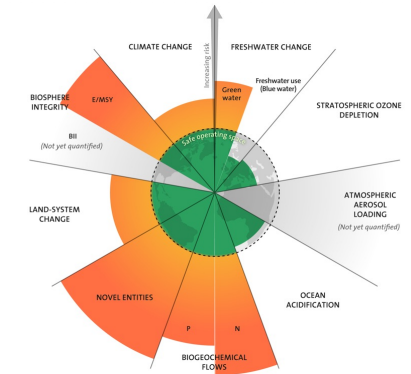 CLIMATE CHANGE
FRESHWATER CHANGE
Increasing risk
Green
water
Freshwater use
(Blue water)
BIOSPHERE
INTEGRITY
E/MSY
STRATOSPHERIC OZONE
DEPLETION
BII
(Not yet quantified)
Safe operating
ATMOSPHERIC
AEROSOL
LOADING
(Not yet quantified)
LAND-SYSTEM
CHANGE
NOVEL ENTITIES
OCEAN
ACIDIFICATION
P
N
BIOGEOCHEMICAL
FLOWS